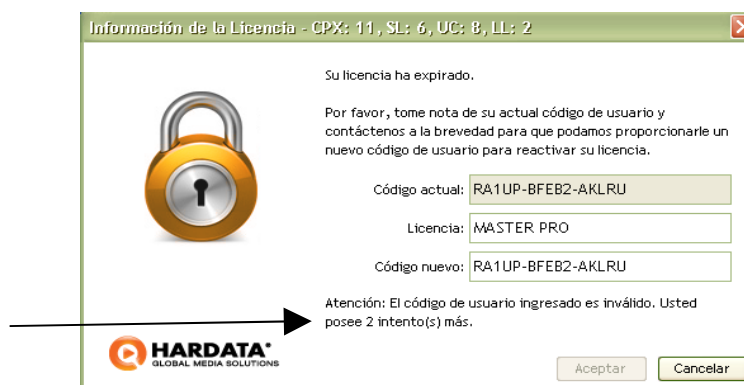 Información de la Licencia - CPX: 11, SL: 6, UC: 8, LL: 2
Su licencia ha expirado.
Por favor, tome nota de su actual código de usuario y
contáctenos a la brevedad para que podamos proporcionarle un
nuevo código de usuario para reactivar su licencia.
Código actual: RA1UP-BFEB2-AKLRU
Licencia: MASTER PRO
Código nuevo: RA1UP-BFEB2-AKLRU
Atención: El código de usuario ingresado es inválido. Usted
posee 2 intento(s) más.
HARDATA
GLOBAL MEDIA SOLUTIONS
Aceptar
Cancelar